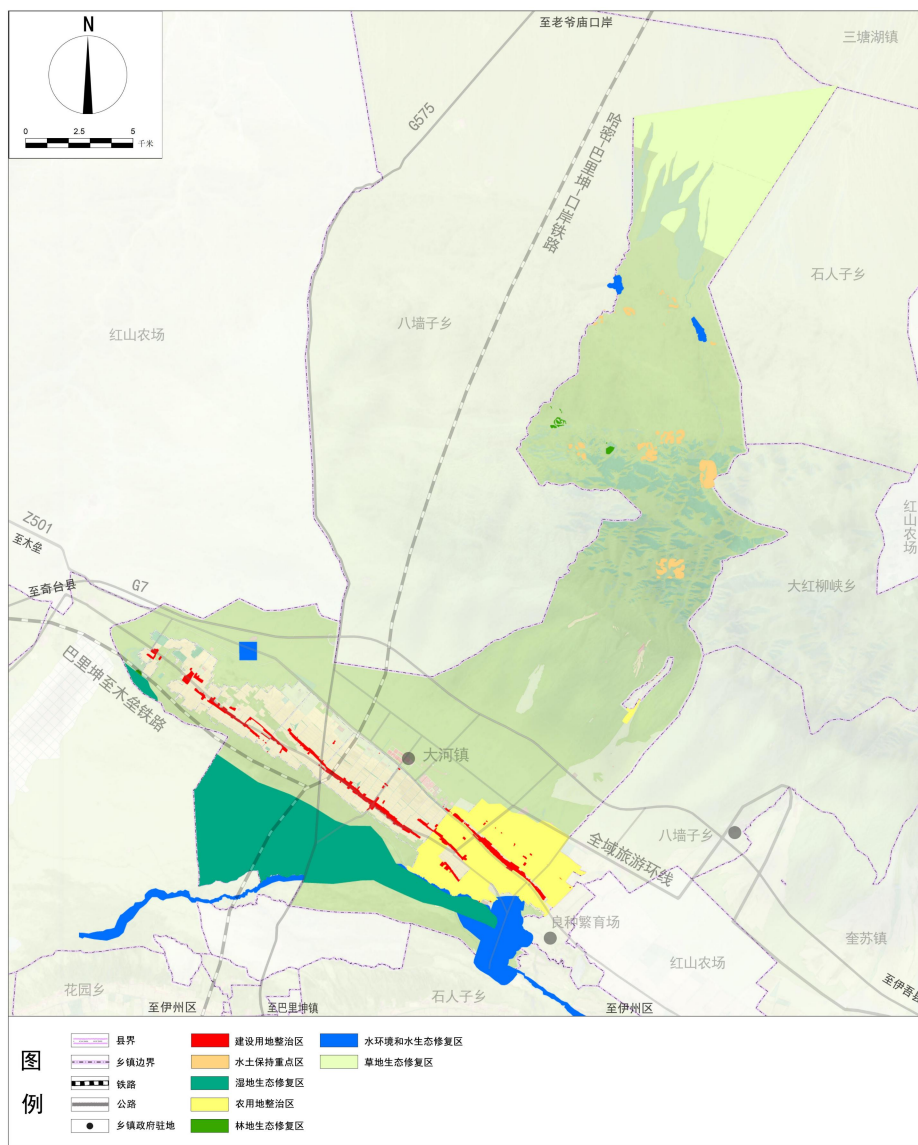 N
0 2.5 5
千米
至老爷庙口岸
三塘湖镇
G575
哈密-巴里坤-口岸铁路
石人子乡
红山农场
八墙子乡
红山农场
Z501
至木垒
大红柳峡乡
至奇台县
G7
巴里坤至木垒铁路
大河镇
八墙子乡
全域旅游环线
良种繁育场
奎苏镇
红山农场
至伊吾县
花园乡
石人子乡
至伊州区
至巴里坤镇
至伊州区
图例
县界
乡镇边界
铁路
公路
乡镇政府驻地
建设用地整治区
水土保持重点区
湿地生态修复区
农用地整治区
林地生态修复区
水环境和水生态修复区
草地生态修复区